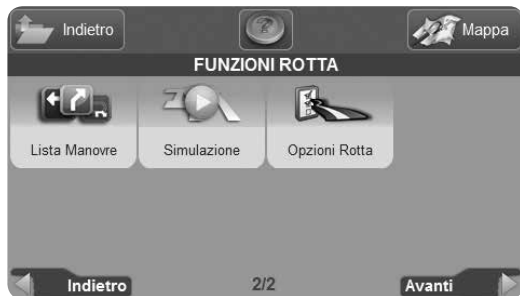 Indietro
Mappa
FUNZIONI ROTTA
Lista Manovre
Simulazione
Opzioni Rotta
Indietro
2/2
Avanti